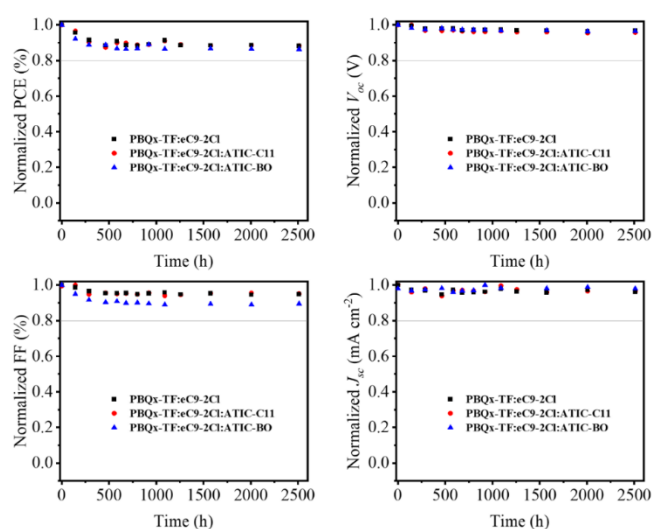 Normalized PCE (%)
1.0
0.8
0.6
0.4
0.2
0.0
PBQx-TF:eC9-2Cl
PBQx-TF:eC9-2Cl:ATIC-C11
PBQx-TF:eC9-2Cl:ATIC-BO
0 500 1000 1500 2000 2500
Time (h)
Normalized Voc (V)
1.0
0.8
0.6
0.4
0.2
0.0
PBQx-TF:eC9-2Cl
PBQx-TF:eC9-2Cl:ATIC-C11
PBQx-TF:eC9-2Cl:ATIC-BO
0 500 1000 1500 2000 2500
Time (h)
Normalized FF (%)
1.0
0.8
0.6
0.4
0.2
0.0
PBQx-TF:eC9-2Cl
PBQx-TF:eC9-2Cl:ATIC-C11
PBQx-TF:eC9-2Cl:ATIC-BO
0 500 1000 1500 2000 2500
Time (h)
Normalized Jsc (mA cm-2)
1.0
0.8
0.6
0.4
0.2
0.0
PBQx-TF:eC9-2Cl
PBQx-TF:eC9-2Cl:ATIC-C11
PBQx-TF:eC9-2Cl:ATIC-BO
0 500 1000 1500 2000 2500
Time (h)